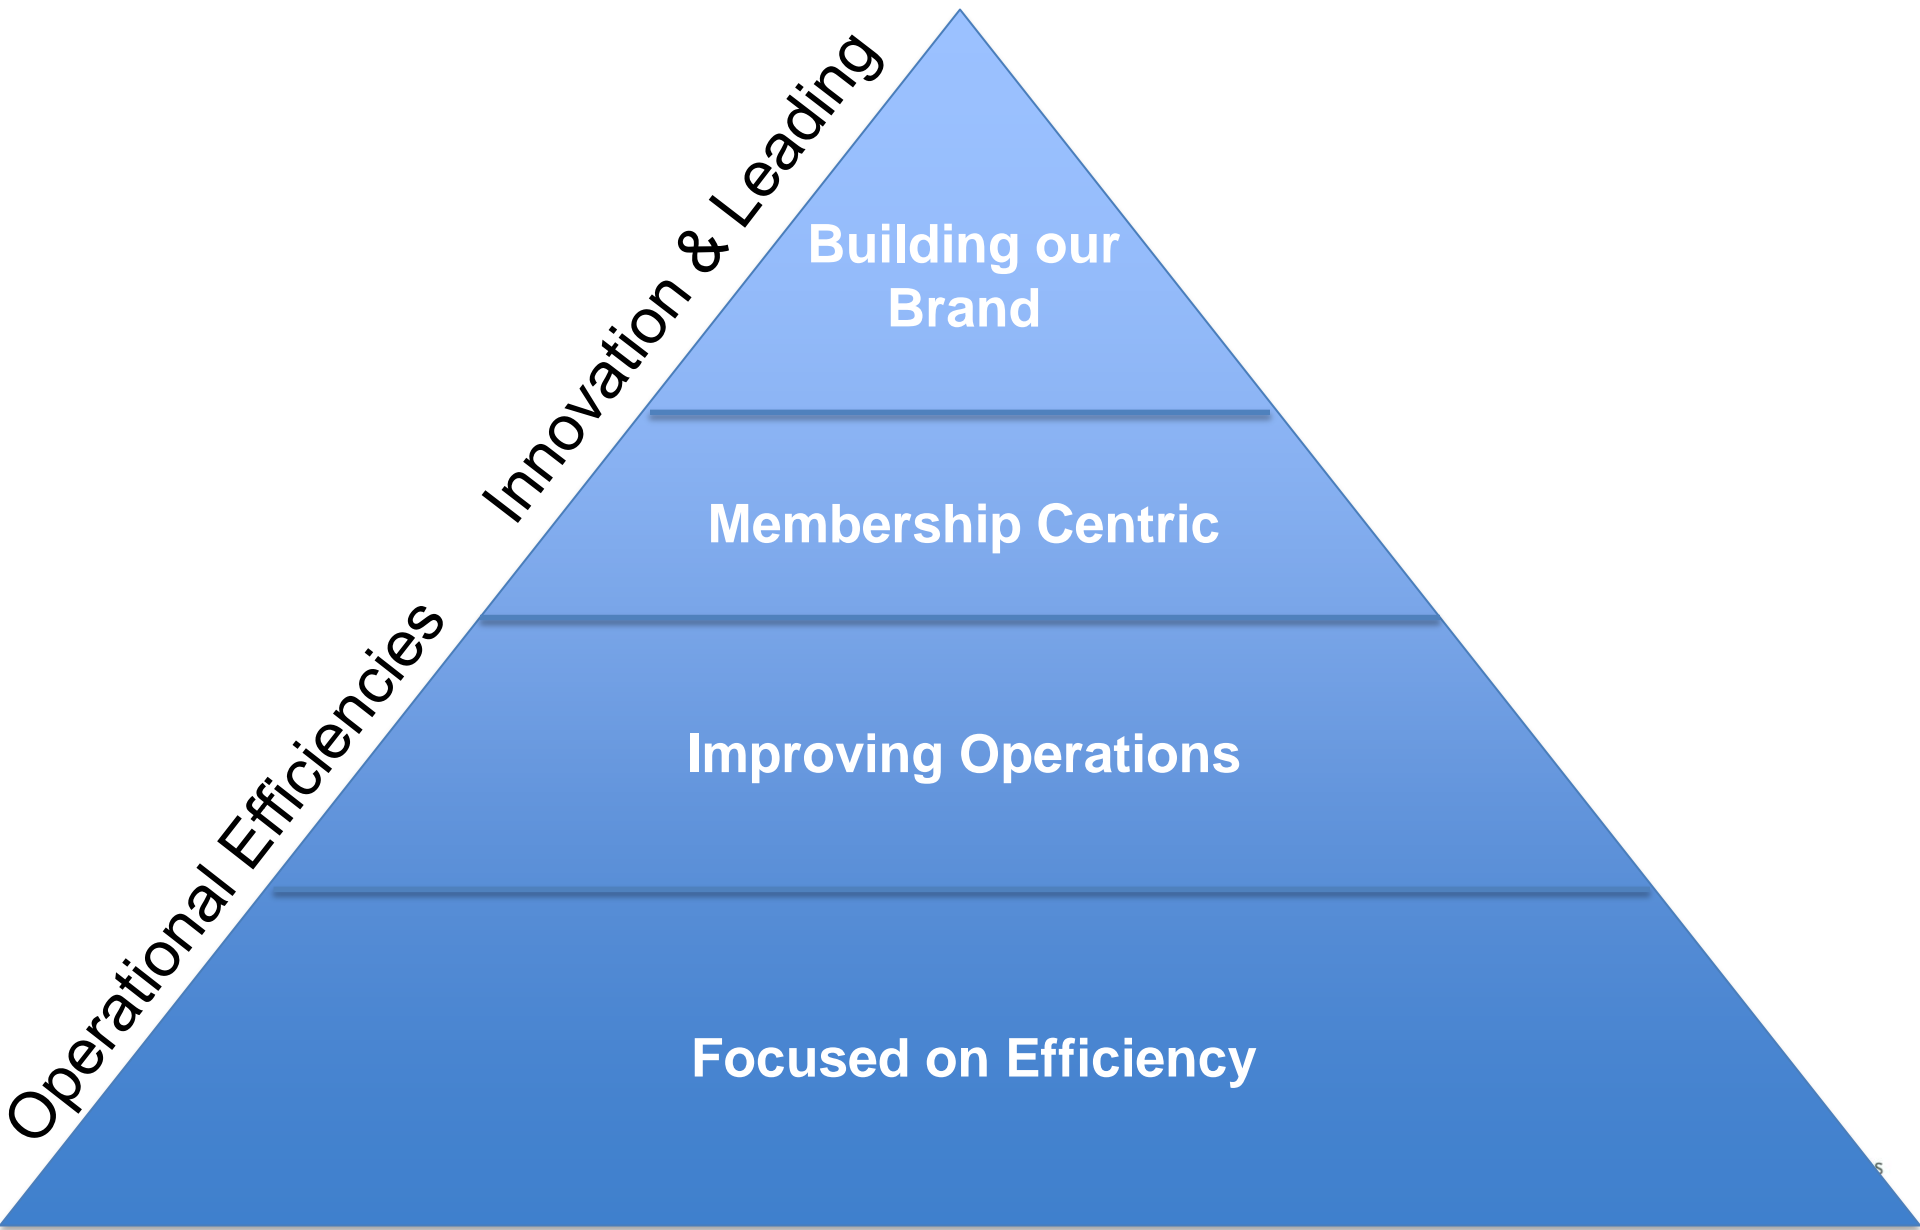 Innovation & Leading
Building our
Brand
Membership Centric
Operational Efficiencies
Improving Operations
Focused on Efficiency
s